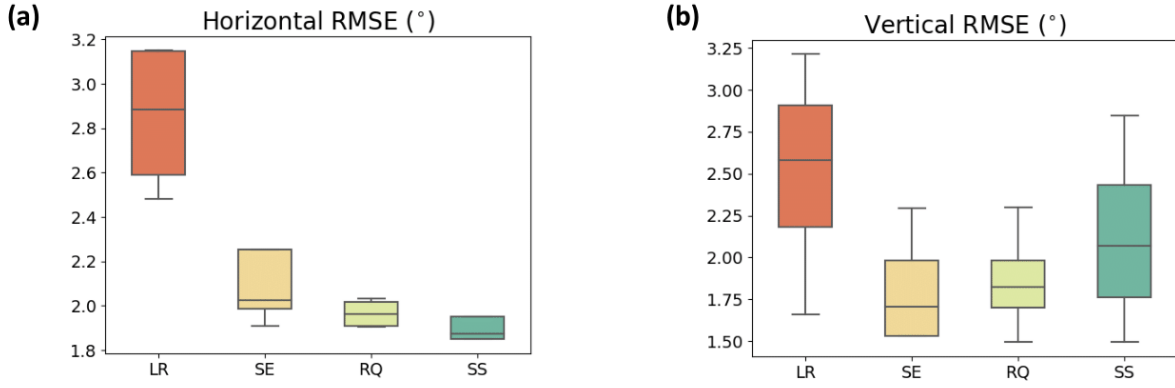 (a)
Horizontal RMSE (°)
3.2
3.0
2.8
2.6
2.4
2.2
2.0
1.8
LR SE RQ SS
(b)
Vertical RMSE (°)
3.25
3.00
2.75
2.50
2.25
2.00
1.75
1.50
LR SE RQ SS